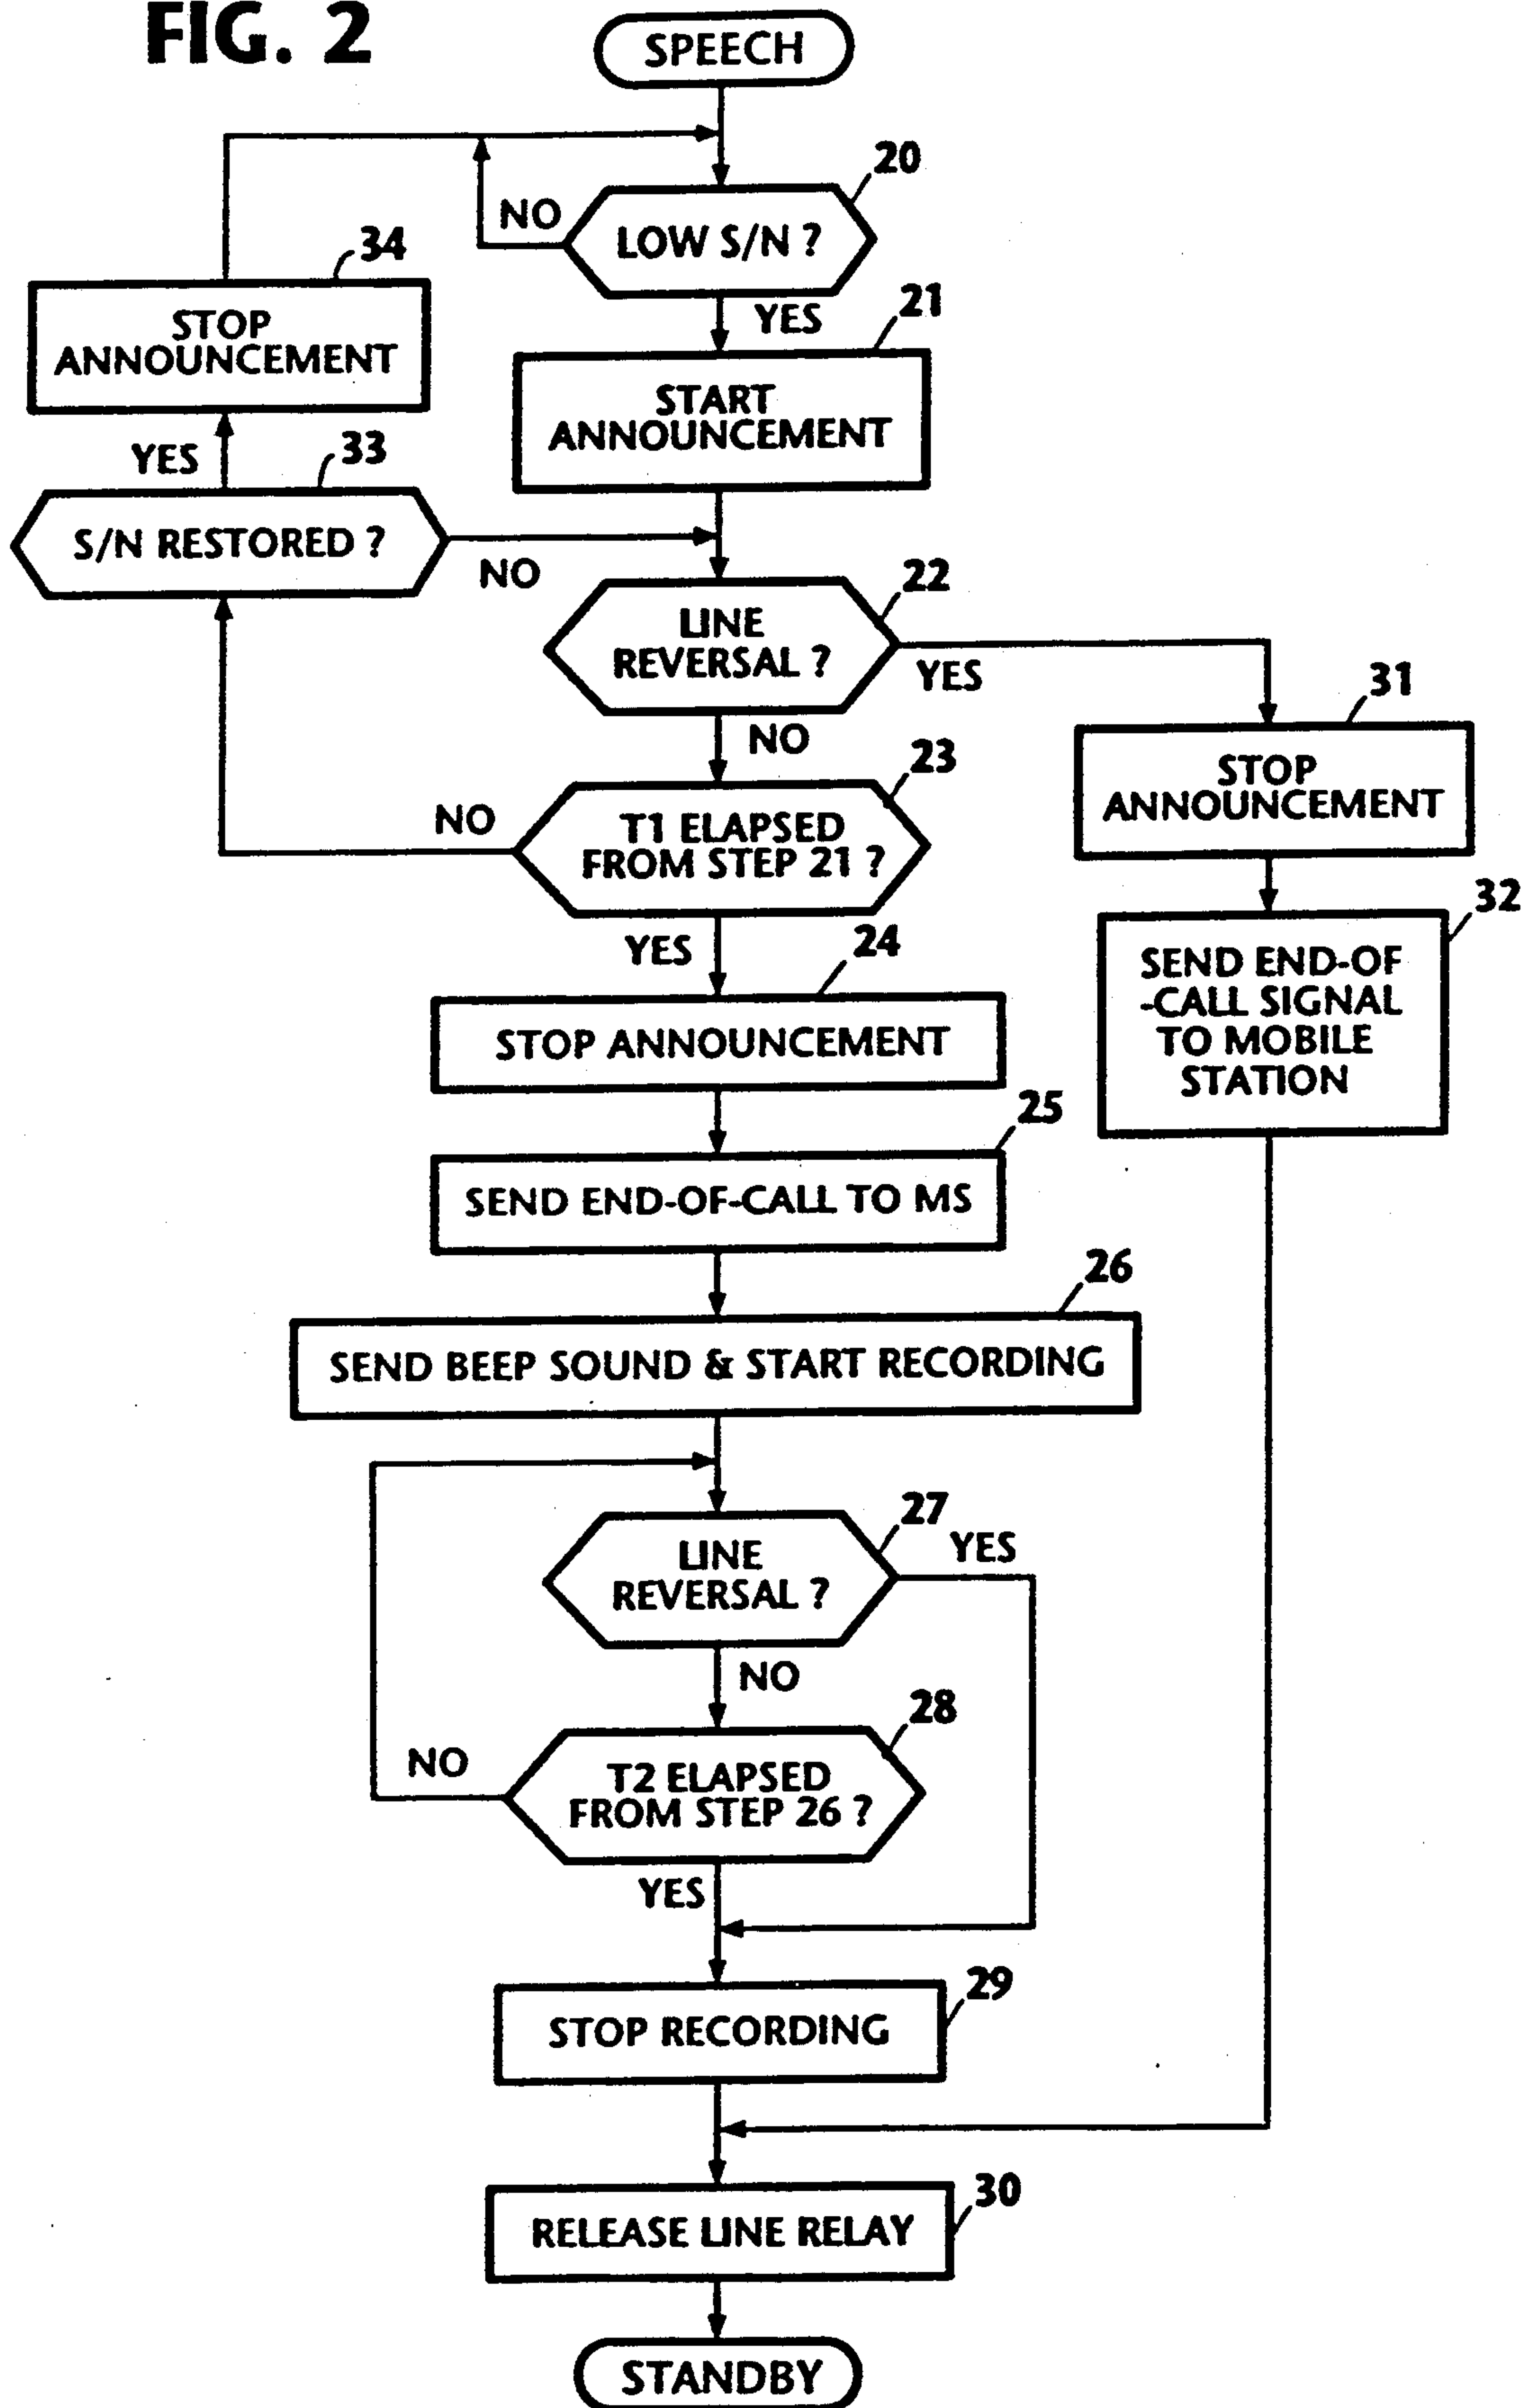 FIG. 2
SPEECH
20
NO
LOW S/N ?
34
YES
21
STOP
ANNOUNCEMENT
START
ANNOUNCEMENT
YES
33
S/N RESTORED ?
NO
22
LINE
REVERSAL ?
YES
31
NO
23
STOP
ANNOUNCEMENT
NO
T1 ELAPSED
FROM STEP 21 ?
32
YES
24
SEND END-OF
-CALL SIGNAL
TO MOBILE
STATION
STOP ANNOUNCEMENT
25
SEND END-OF-CALL TO MS
26
SEND BEEP SOUND & START RECORDING
27
YES
LINE
REVERSAL ?
NO
28
NO
T2 ELAPSED
FROM STEP 26 ?
YES
29
STOP RECORDING
30
RELEASE LINE RELAY
STANDBY